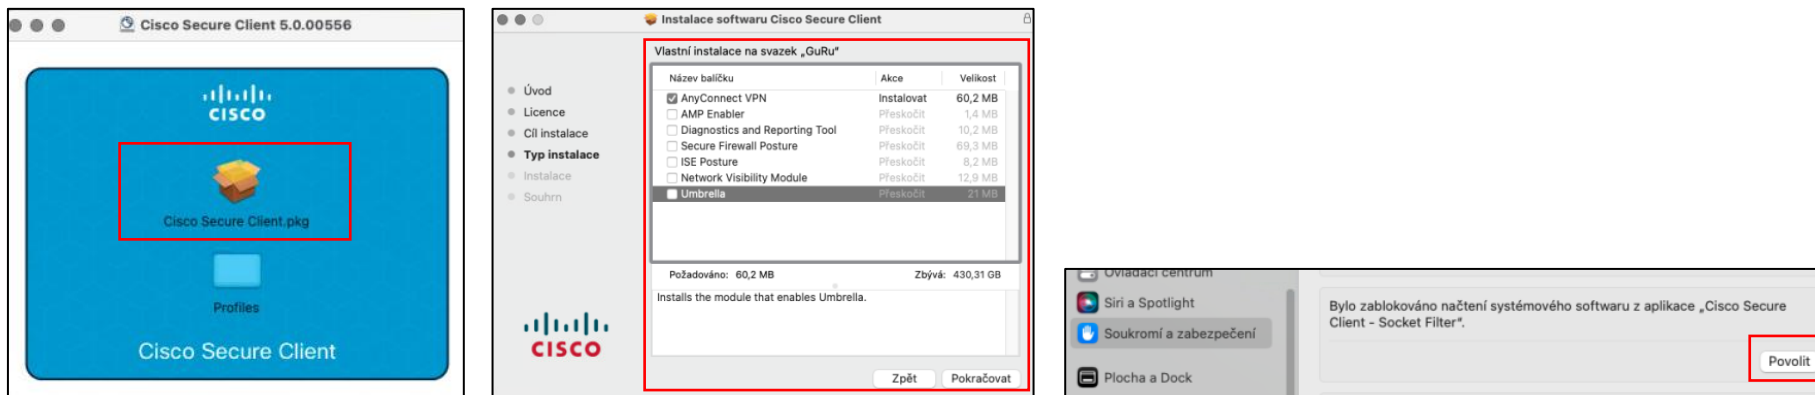 Cisco Secure Client 5.0.00556
CISCO
Cisco Secure Client.pkg
Profiles
Cisco Secure Client
Instalace softwaru Cisco Secure Client
Vlastní instalace na svazek „GuRu“
Úvod
Licence
Cíl instalace
Typ instalace
Instalace
Souhrn
Název balíčku Akce Velikost
AnyConnect VPN Instalovat 60,2 MB
AMP Enabler Přeskočit 1,4 MB
Diagnostics and Reporting Tool Přeskočit 10,2 MB
Secure Firewall Posture Přeskočit 69,3 MB
ISE Posture Přeskočit 8,2 MB
Network Visibility Module Přeskočit 12,9 MB
Umbrella Přeskočit 21 MB
Požadováno: 60,2 MB Zbývá: 430,31 GB
Installs the module that enables Umbrella.
CISCO
Zpět Pokračovat
Ovládací centrum
Siri a Spotlight
Soukromí a zabezpečení
Plocha a Dock
Bylo zablokováno načtení systémového softwaru z aplikace „Cisco Secure
Client - Socket Filter“.
Povolit